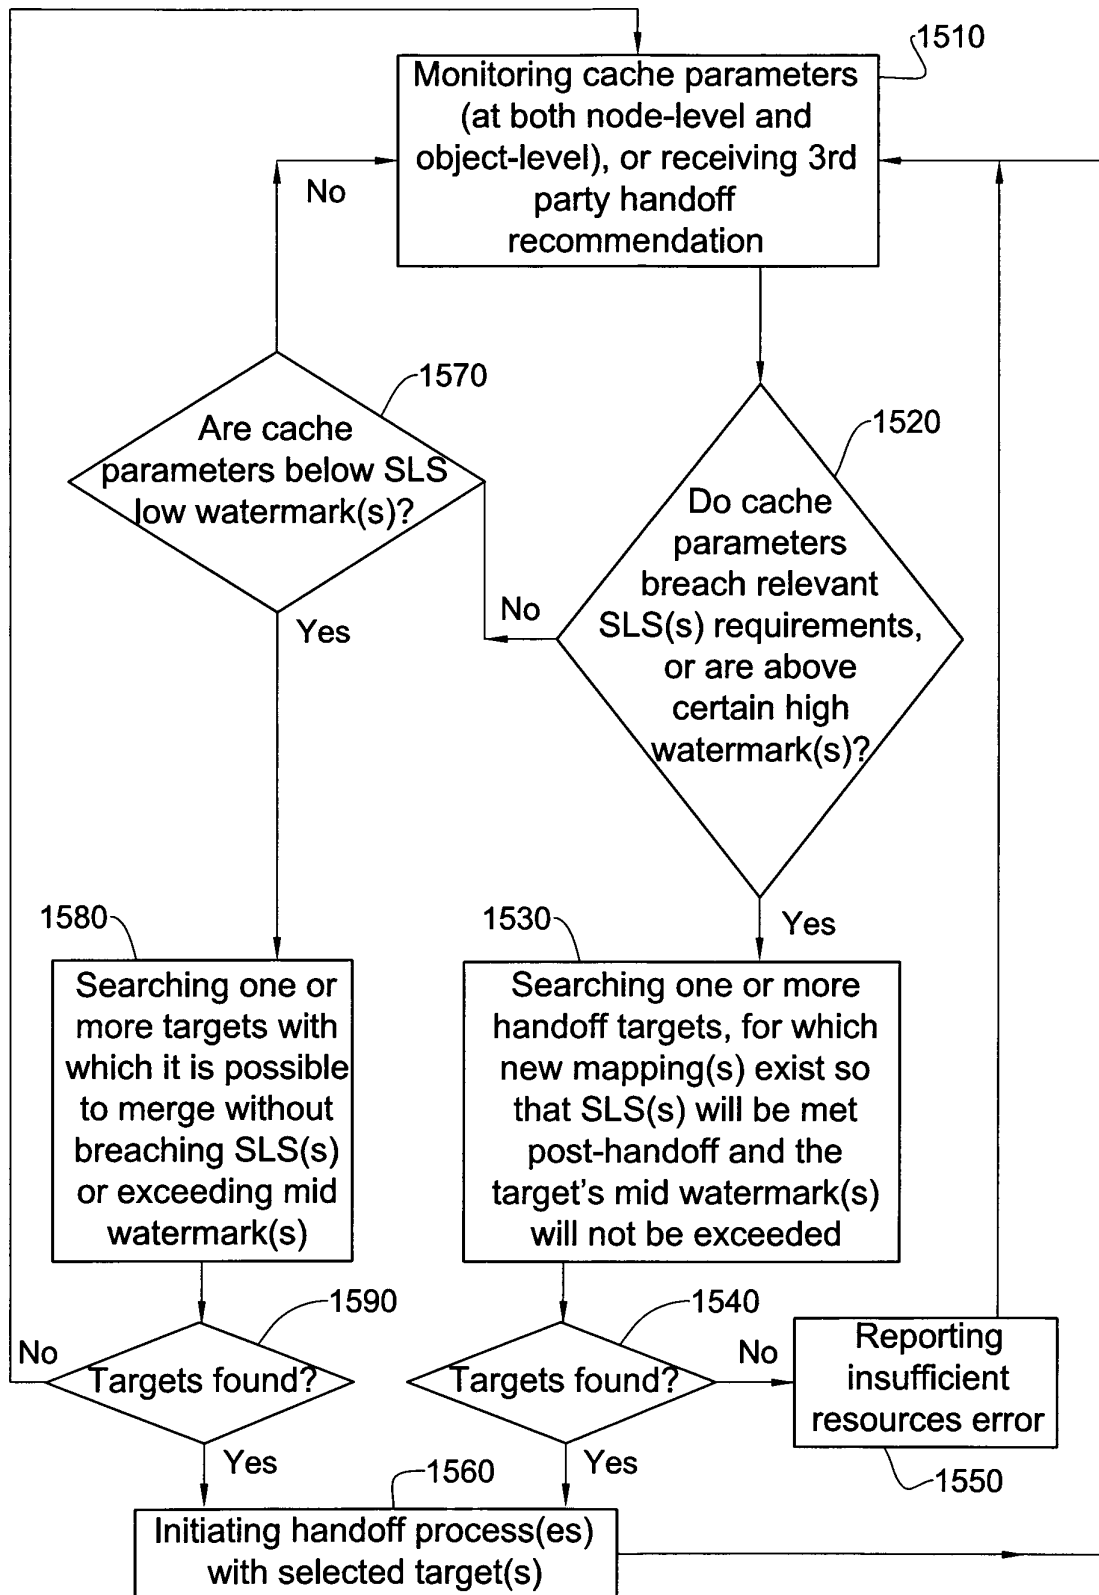 1510
Monitoring cache parameters
(at both node-level and
object-level), or receiving 3rd
party handoff
recommendation
No
1570
Are cache
parameters below SLS
low watermark(s)?
1520
Do cache
parameters
breach relevant
SLS(s) requirements,
or are above
certain high
watermark(s)?
No
Yes
Yes
1580
Searching one or
more targets with
which it is possible
to merge without
breaching SLS(s)
or exceeding mid
watermark(s)
1530
Searching one or more
handoff targets, for which
new mapping(s) exist so
that SLS(s) will be met
post-handoff and the
target's mid watermark(s)
will not be exceeded
1590
No
Targets found?
Yes
1540
Targets found?
No
Yes
Reporting
insufficient
resources error
1550
1560
Initiating handoff process(es)
with selected target(s)